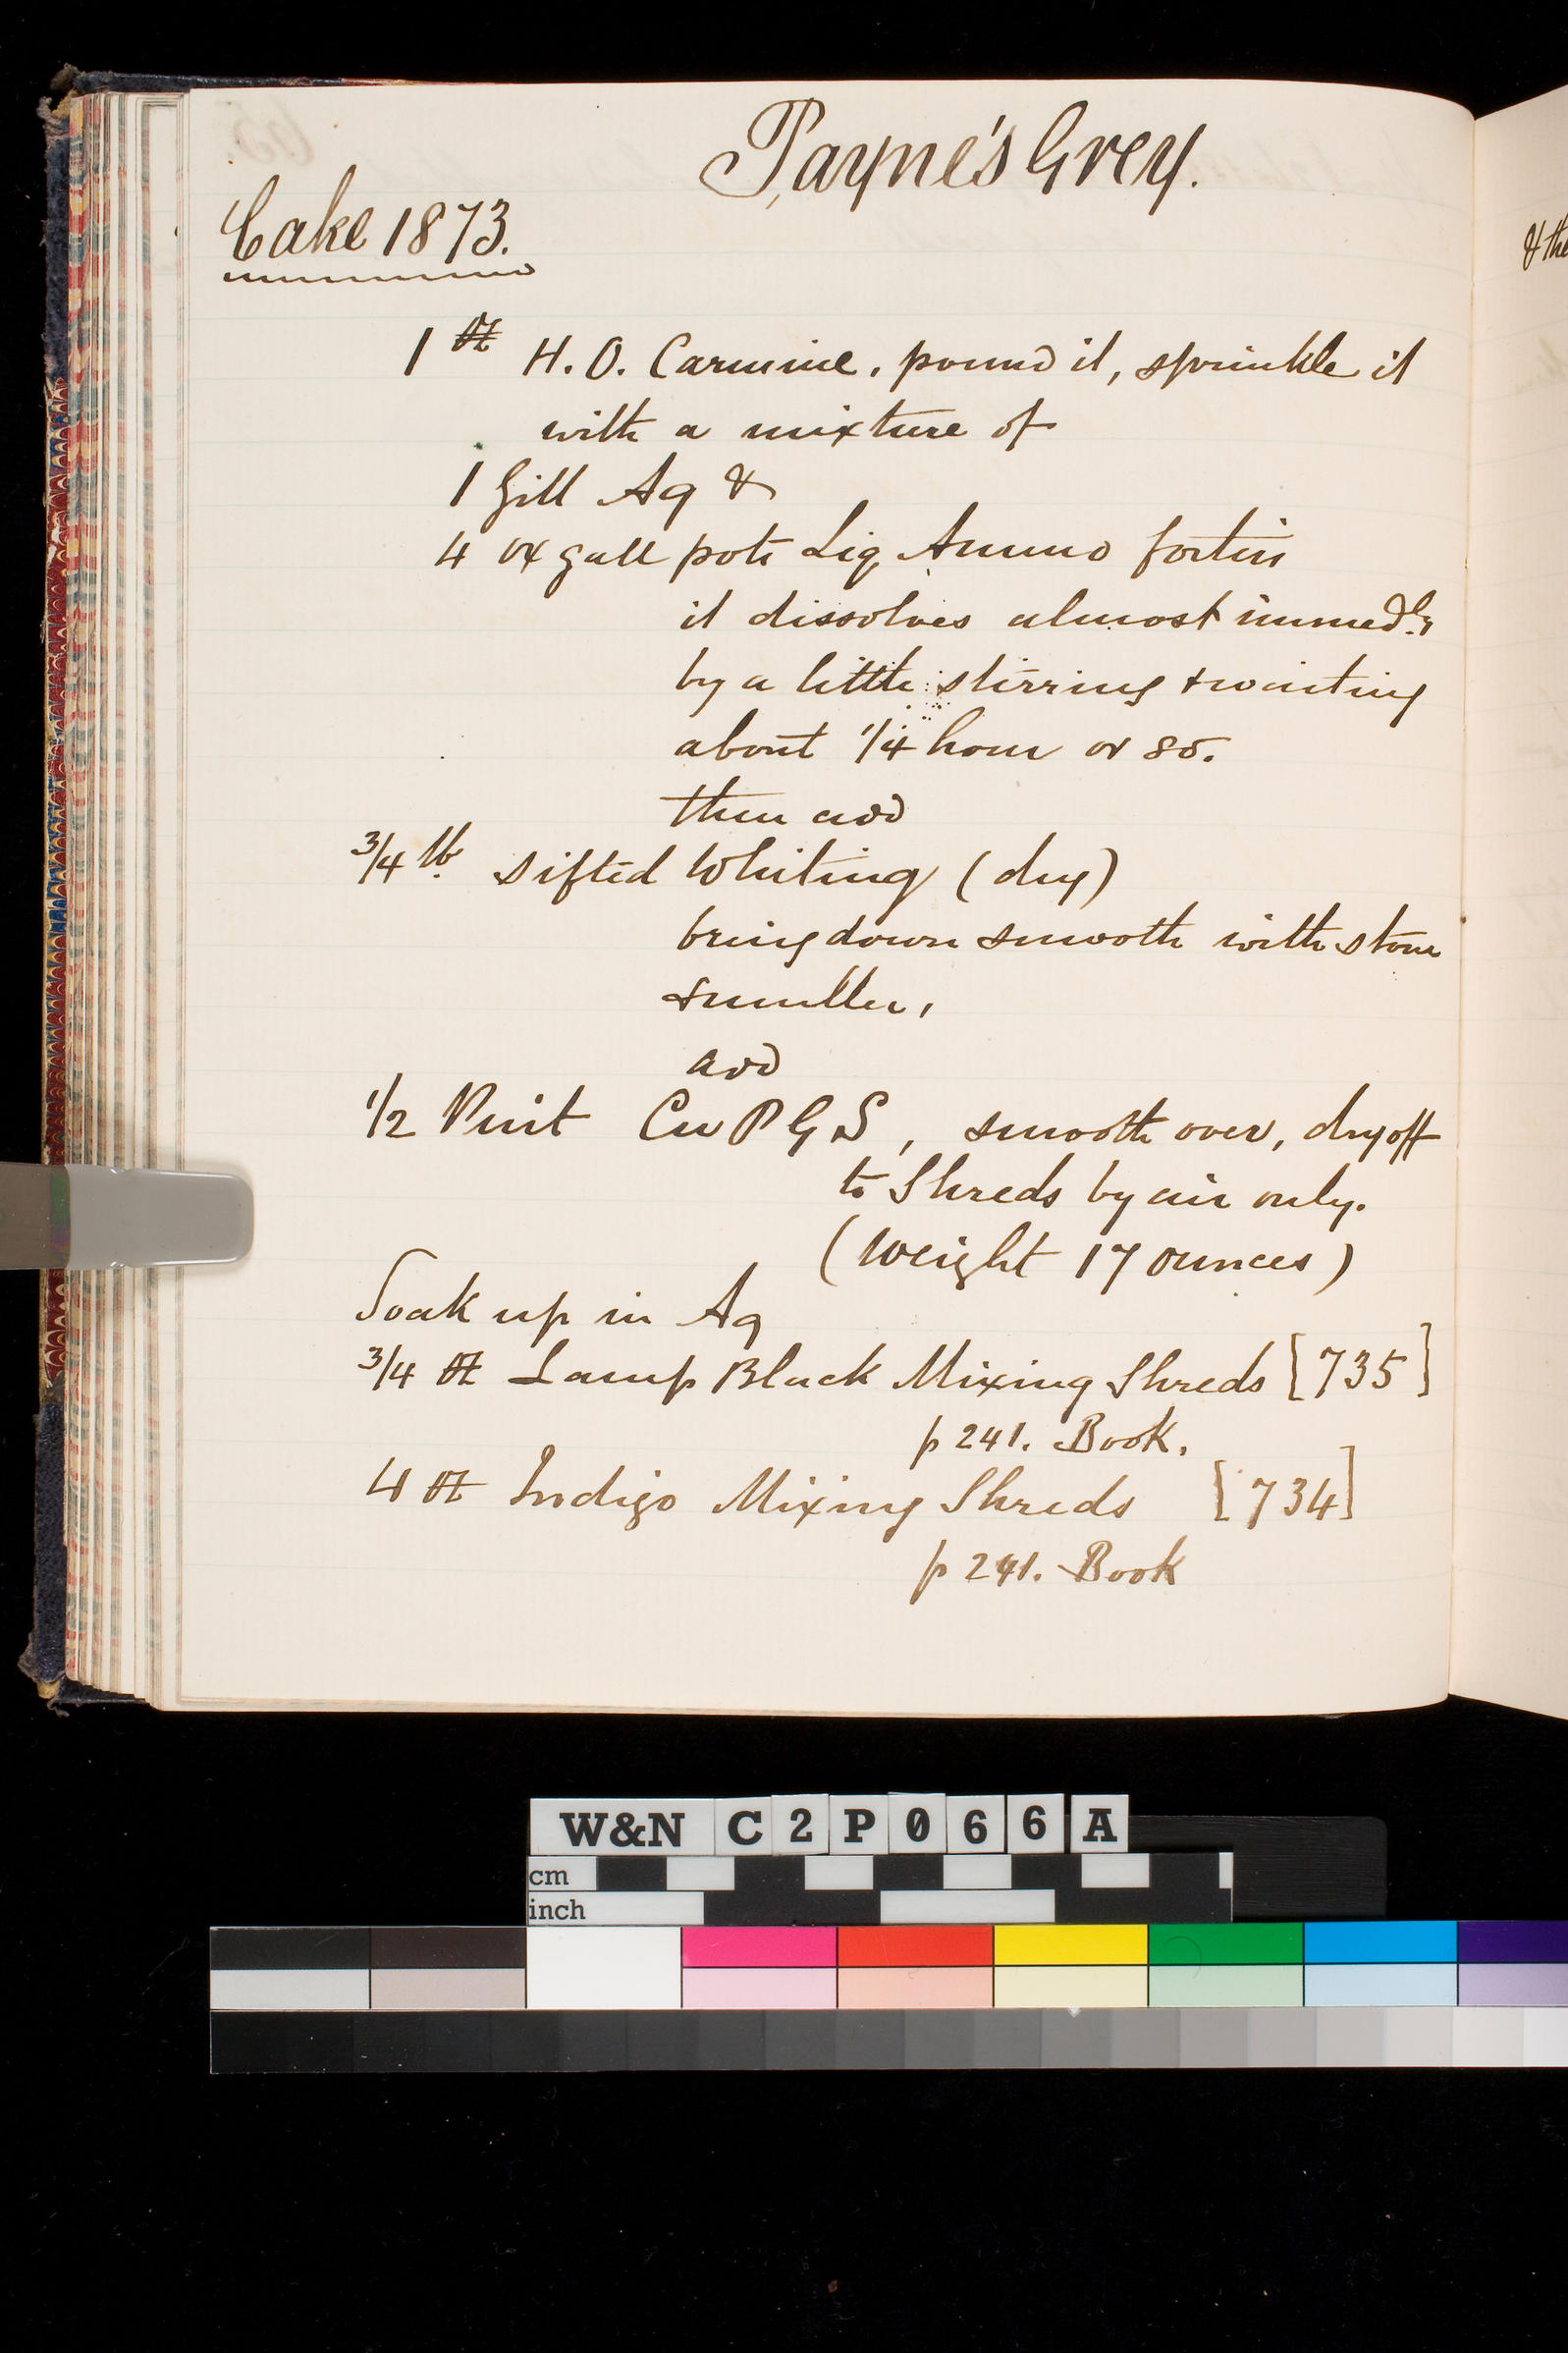 Payne's Grey.
Cake 1873.
1 lb H. O. Carmine, pound it, sprinkle it
with a mixture of
1 Gill Aq &
4 ox gall pots Liq Ammo fortis
it dissolves almost immedly
by a little stirring & waiting
about 1/4 hour or so.
then add
3/4 lb sifted Whiting (dry)
bring down smooth with stone
& muller,
add
1/2 Pint Cw P G S, smooth over, dry off
to Shreds by air only.
(Weight 17 ounces)
Soak up in Aq
3/4 lb Lamp Black Mixing Shreds [735]
p 241. Book.
4 lb Indigo Mixing Shreds [734]
p 241. Book
& the
W&N C2P066A
cm
inch